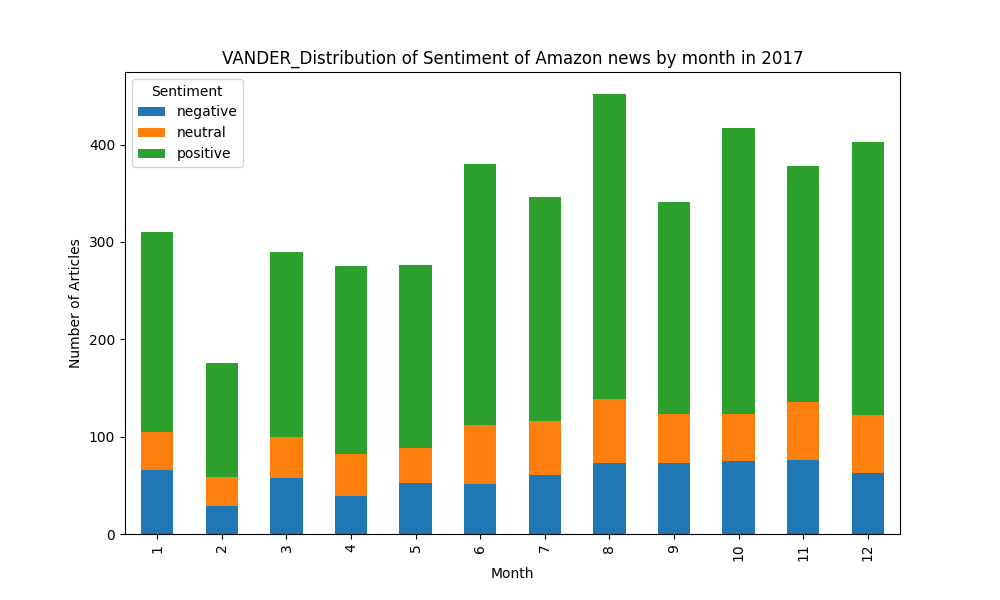 VANDER_Distribution of Sentiment of Amazon news by month in 2017
Sentiment
negative
neutral
positive
Number of Articles
400
300
200
100
0
1 2 3 4 5 6 7 8 9 10 11 12
Month